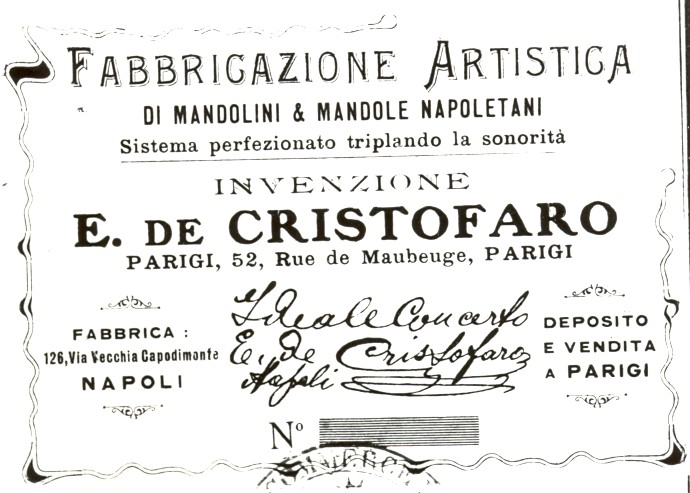 FABBRICAZIONE ARTISTICA
DI MANDOLINI & MANDOLE NAPOLETANI
Sistema perfezionato triplando la sonorità
INVENZIONE
E. DE CRISTOFARO
PARIGI, 52, Rue de Maubeuge, PARIGI
FABBRICA :
126, Via Vecchia Capodimonte
NAPOLI
Ideale Concerto
E. de Cristofaro
Napoli
DEPOSITO
E VENDITA
A PARIGI
Nº